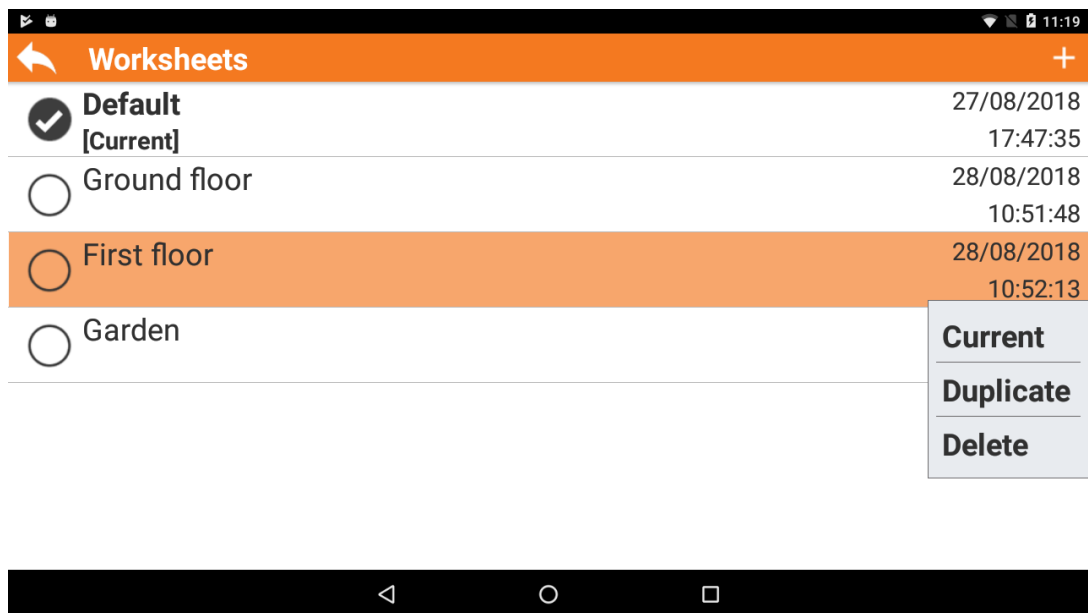 11:19
Worksheets
Default
27/08/2018
[Current]
17:47:35
Ground floor
28/08/2018
10:51:48
First floor
28/08/2018
10:52:13
Garden
Current
Duplicate
Delete